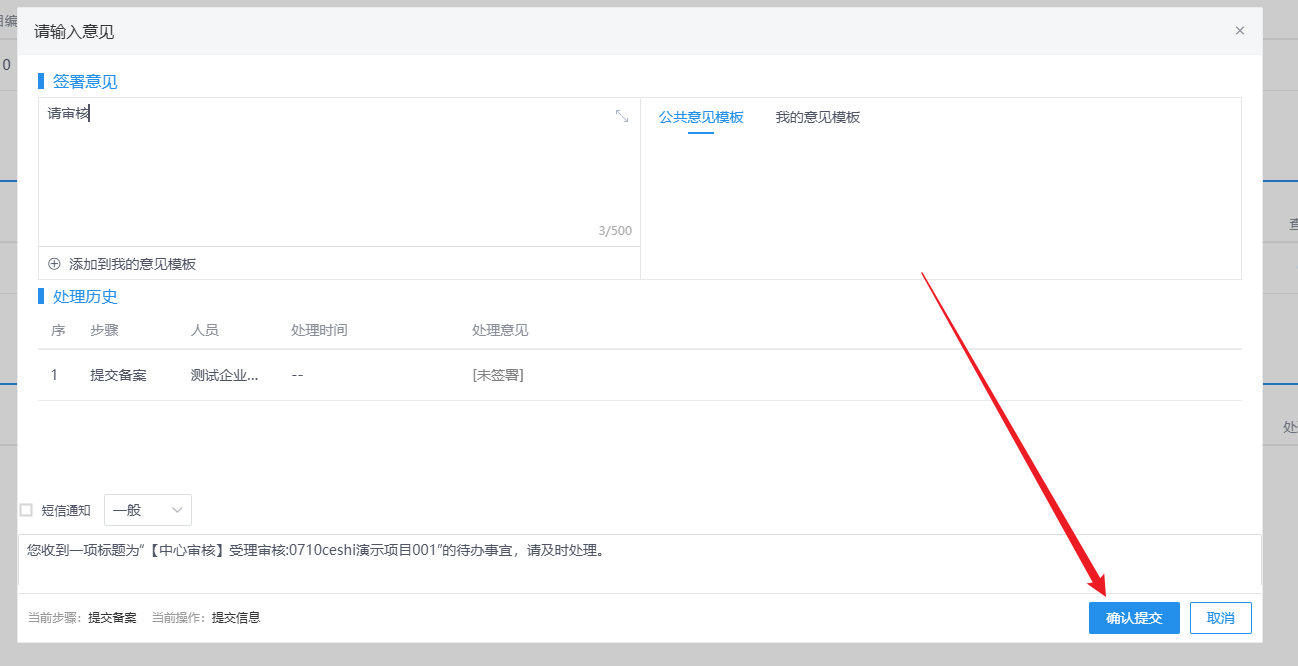 请输入意见
签署意见
请审核
公共意见模板 我的意见模板
3/500
添加到我的意见模板
处理历史
序 步骤 人员 处理时间 处理意见
1 提交备案 测试企业... -- [未签署]
短信通知 一般
您收到一项标题为“【中心审核】受理审核:0710ceshi演示项目001”的待办事宜，请及时处理。
当前步骤: 提交备案 当前操作: 提交信息
确认提交 取消